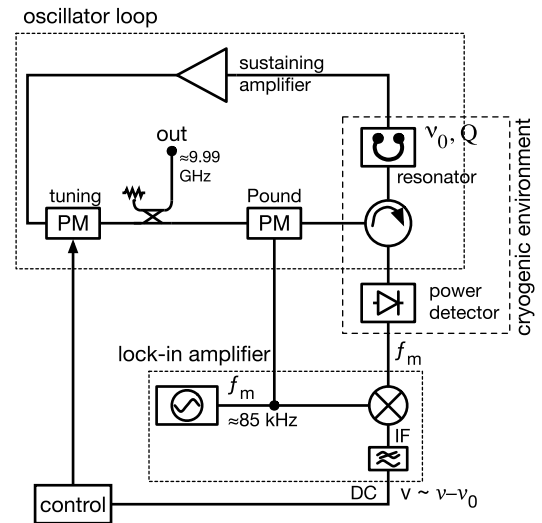 oscillator loop
sustaining
amplifier
out
≈9.99
GHz
ν0, Q
resonator
tuning
PM
Pound
PM
cryogenic environment
power
detector
lock-in amplifier
fm
fm
≈85 kHz
IF
DC
v ~ ν−ν0
control